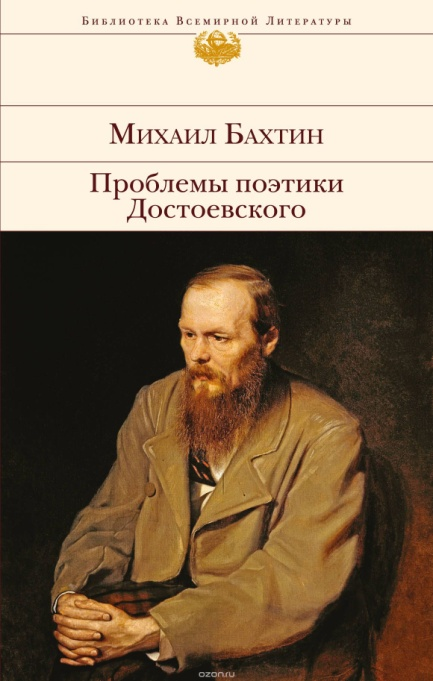 Библиотека Всемирной Литературы
Михаил Бахтин
Проблемы поэтики
Достоевского
ozon.ru